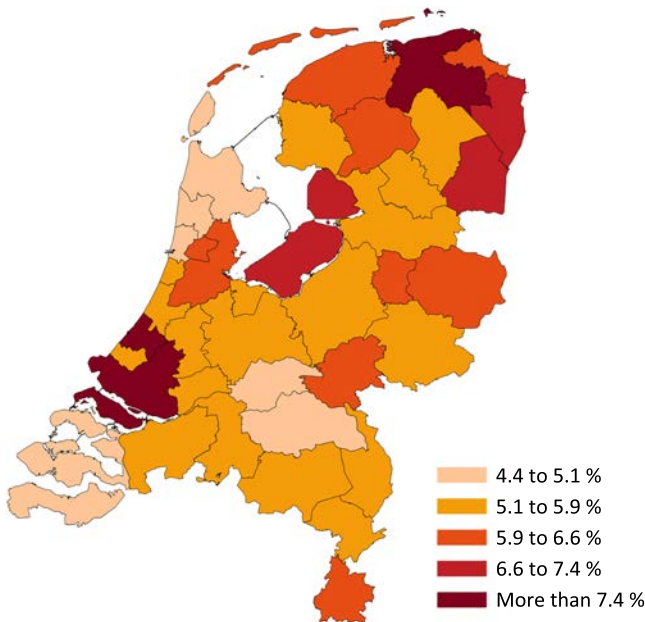 4.4 to 5.1 %
5.1 to 5.9 %
5.9 to 6.6 %
6.6 to 7.4 %
More than 7.4 %